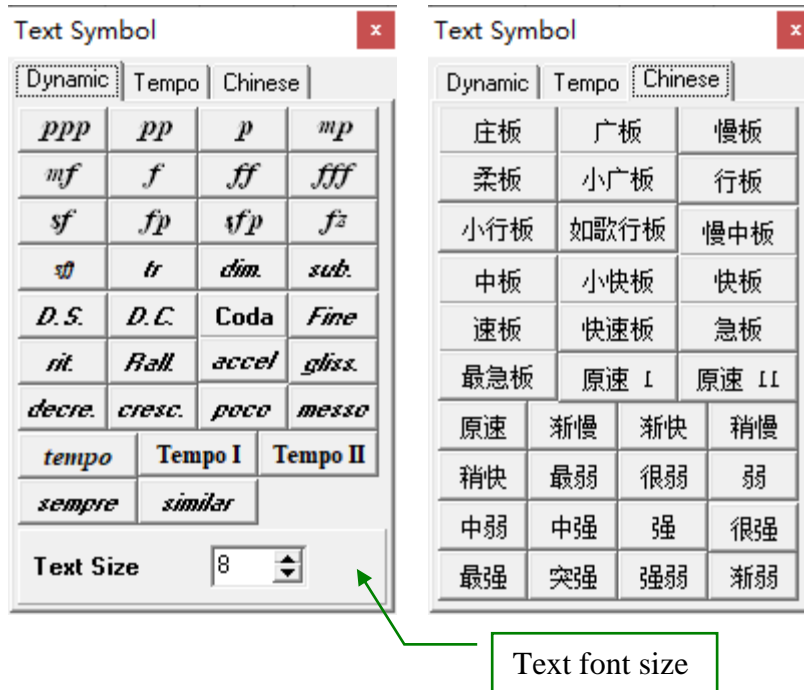 Text Symbol x
Dynamic Tempo Chinese
ppp pp p mp
mf f ff fff
sf fp sfp fz
sff tr dim. sub.
D.S. D.C. Coda Fine
rit. Rall. accel gliss.
decre. cresc. poco messo
tempo Tempo I Tempo II
sempre similar
Text Size 8
Text Symbol x
Dynamic Tempo Chinese
庄板 广板 慢板
柔板 小广板 行板
小行板 如歌行板 慢中板
中板 小快板 快板
速板 快速板 急板
最急板 原速 I 原速 II
原速 渐慢 渐快 稍慢
稍快 最弱 很弱 弱
中弱 中强 强 很强
最强 突强 强弱 渐弱
Text font size